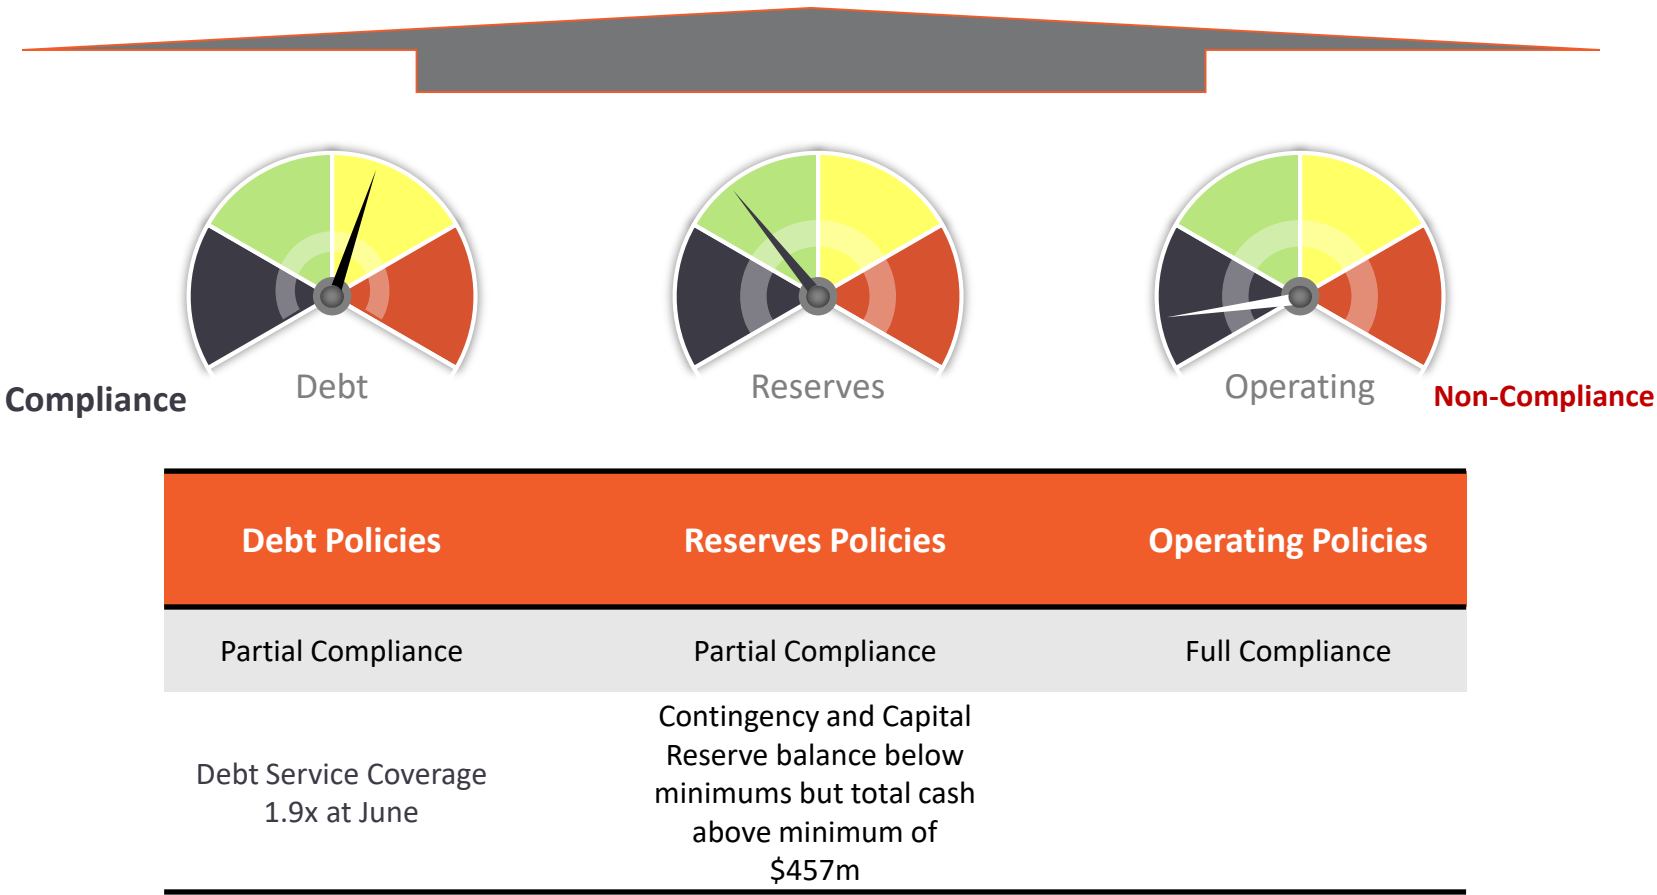 Debt
Reserves
Operating
Compliance
Non-Compliance
Debt Policies
Reserves Policies
Operating Policies
Partial Compliance
Partial Compliance
Full Compliance
Debt Service Coverage
1.9x at June
Contingency and Capital
Reserve balance below
minimums but total cash
above minimum of
$457m